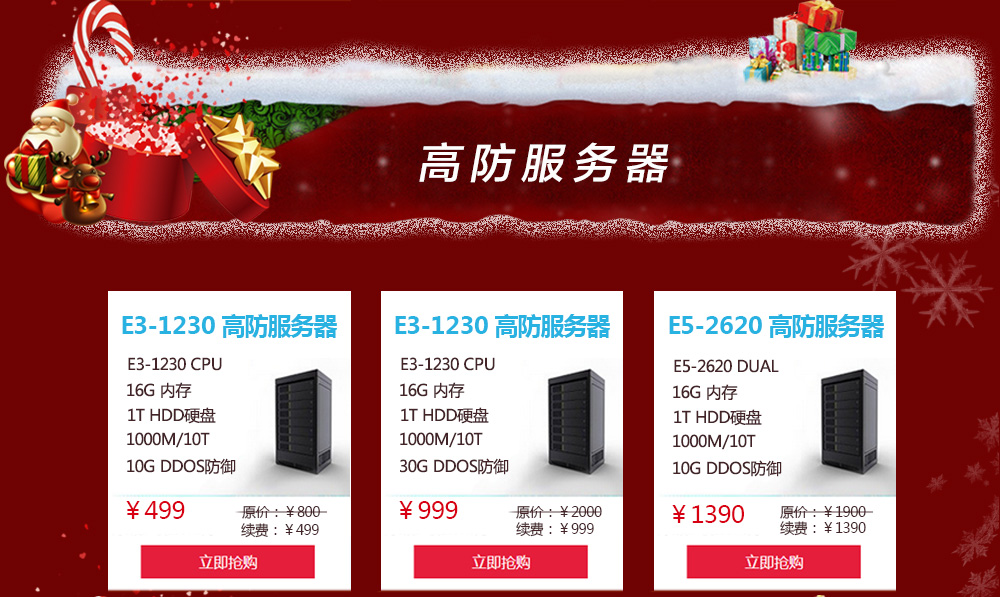 高防服务器
E3-1230 高防服务器
E3-1230 CPU
16G 内存
1T HDD硬盘
1000M/10T
10G DDOS防御
￥499
原价：￥800
续费：￥499
立即抢购
E3-1230 高防服务器
E3-1230 CPU
16G 内存
1T HDD硬盘
1000M/10T
30G DDOS防御
￥999
原价：￥2000
续费：￥999
立即抢购
E5-2620 高防服务器
E5-2620 DUAL
16G 内存
1T HDD硬盘
1000M/10T
10G DDOS防御
￥1390
原价：￥1900
续费：￥1390
立即抢购